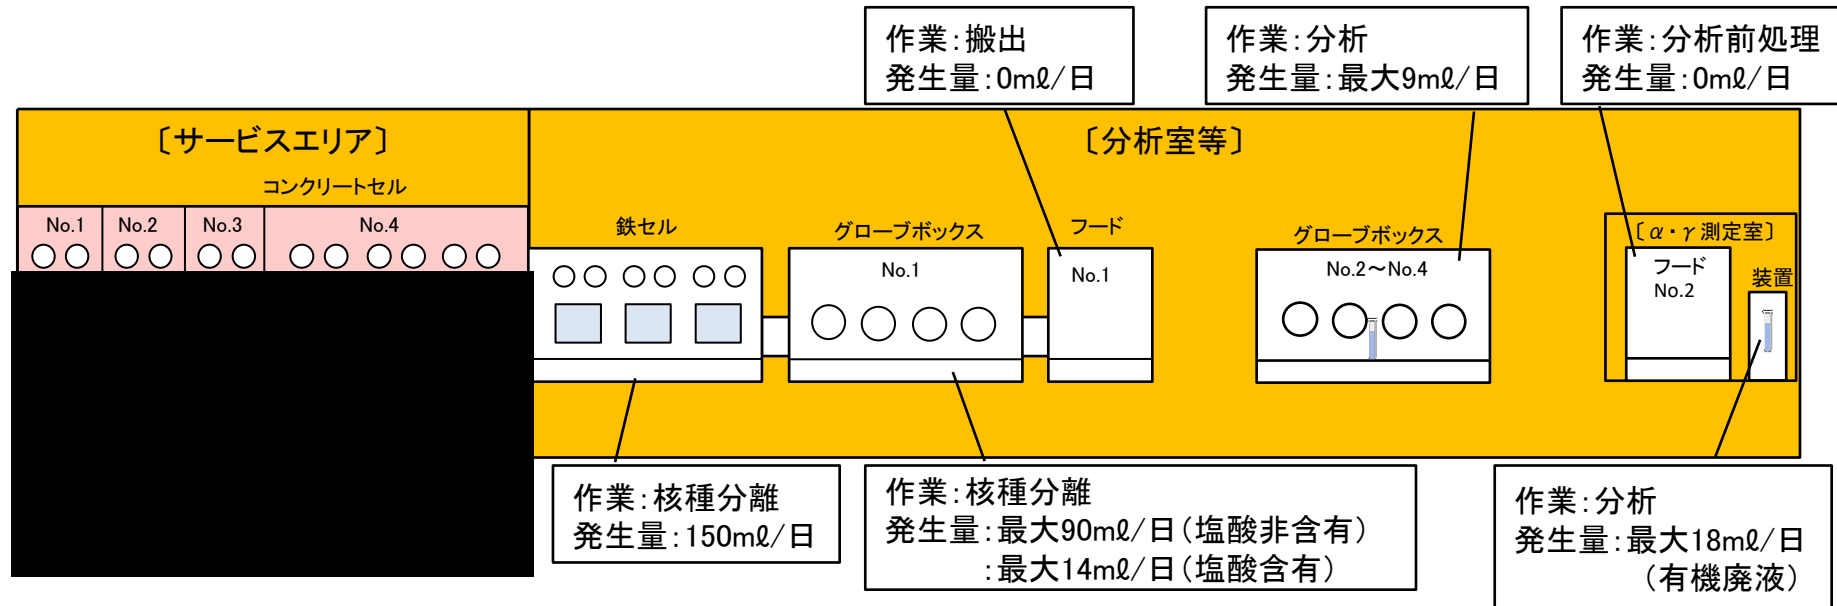 作業：搬出
発生量：0mℓ/日
作業：分析
発生量：最大9mℓ/日
作業：分析前処理
発生量：0mℓ/日
〔サービスエリア〕
〔分析室等〕
コンクリートセル
No.1
No.2
No.3
No.4
鉄セル
グローブボックス
No.1
フード
No.1
グローブボックス
No.2～No.4
〔α・γ測定室〕
フード
No.2
装置
作業：核種分離
発生量：150mℓ/日
作業：核種分離
発生量：最大90mℓ/日（塩酸非含有）
：最大14mℓ/日（塩酸含有）
作業：分析
発生量：最大18mℓ/日
（有機廃液）